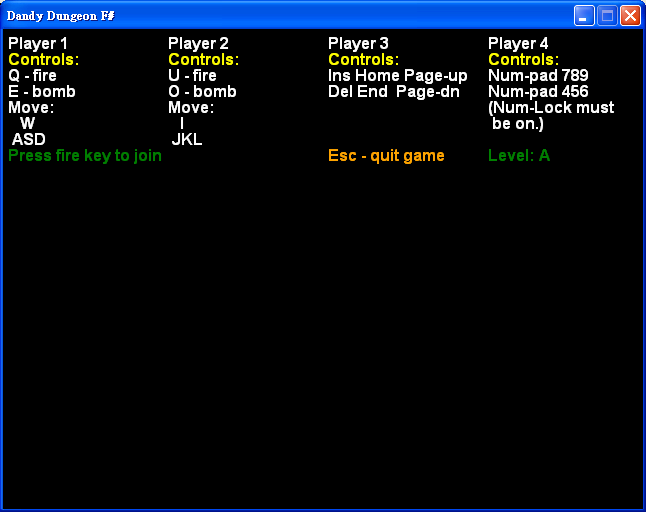 Dandy Dungeon F#
Player 1
Controls:
Q - fire
E - bomb
Move:
W
ASD
Press fire key to join
Player 2
Controls:
U - fire
O - bomb
Move:
I
JKL
Player 3
Controls:
Ins Home Page-up
Del End  Page-dn
Esc - quit game
Player 4
Controls:
Num-pad 789
Num-pad 456
(Num-Lock must
be on.)
Level: A